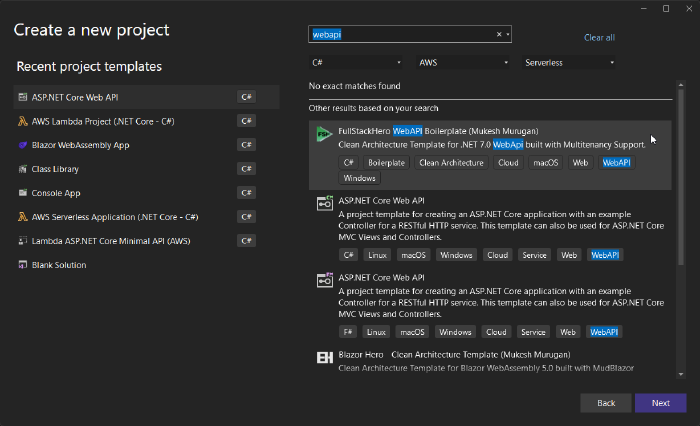 Create a new project
Recent project templates
ASP.NET Core Web API C#
AWS Lambda Project (.NET Core - C#) C#
Blazor WebAssembly App C#
Class Library C#
Console App C#
AWS Serverless Application (.NET Core - C#) C#
Lambda ASP.NET Core Minimal API (AWS) C#
Blank Solution
webapi
Clear all
C# AWS Serverless
No exact matches found
Other results based on your search
FullStackHero WebAPI Boilerplate (Mukesh Murugan)
Clean Architecture Template for .NET 7.0 WebApi built with Multitenancy Support.
C# Boilerplate Clean Architecture Cloud macOS Web WebAPI
Windows
ASP.NET Core Web API
A project template for creating an ASP.NET Core application with an example
Controller for a RESTful HTTP service. This template can also be used for ASP.NET Core
MVC Views and Controllers.
C# Linux macOS Windows Cloud Service Web WebAPI
ASP.NET Core Web API
A project template for creating an ASP.NET Core application with an example
Controller for a RESTful HTTP service. This template can also be used for ASP.NET Core
MVC Views and Controllers.
F# Linux macOS Windows Cloud Service Web WebAPI
BH Blazor Hero Clean Architecture Template (Mukesh Murugan)
Clean Architecture Template for Blazor WebAssembly 5.0 built with MudBlazor
Back Next